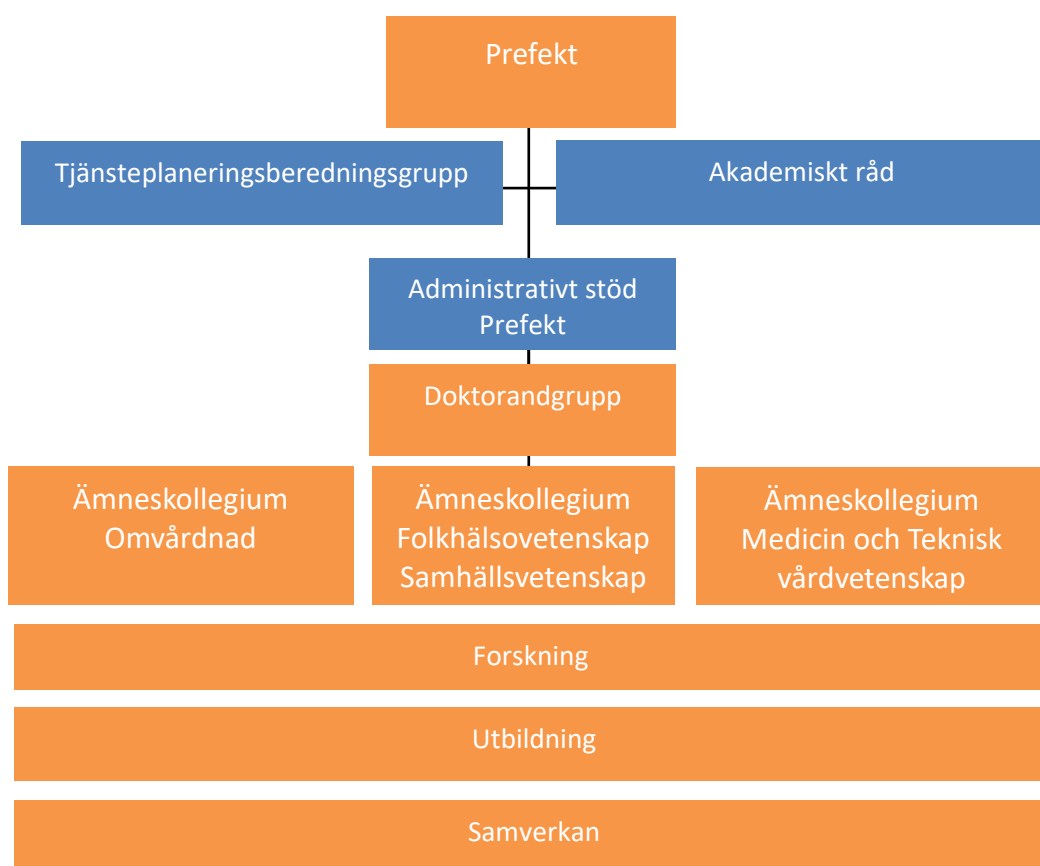 Prefekt
Tjänsteplaneringsberedningsgrupp
Akademiskt råd
Administrativt stöd
Prefekt
Doktorandgrupp
Ämneskollegium
Omvårdnad
Ämneskollegium
Folkhälsovetenskap
Samhällsvetenskap
Ämneskollegium
Medicin och Teknisk
vårdvetenskap
Forskning
Utbildning
Samverkan